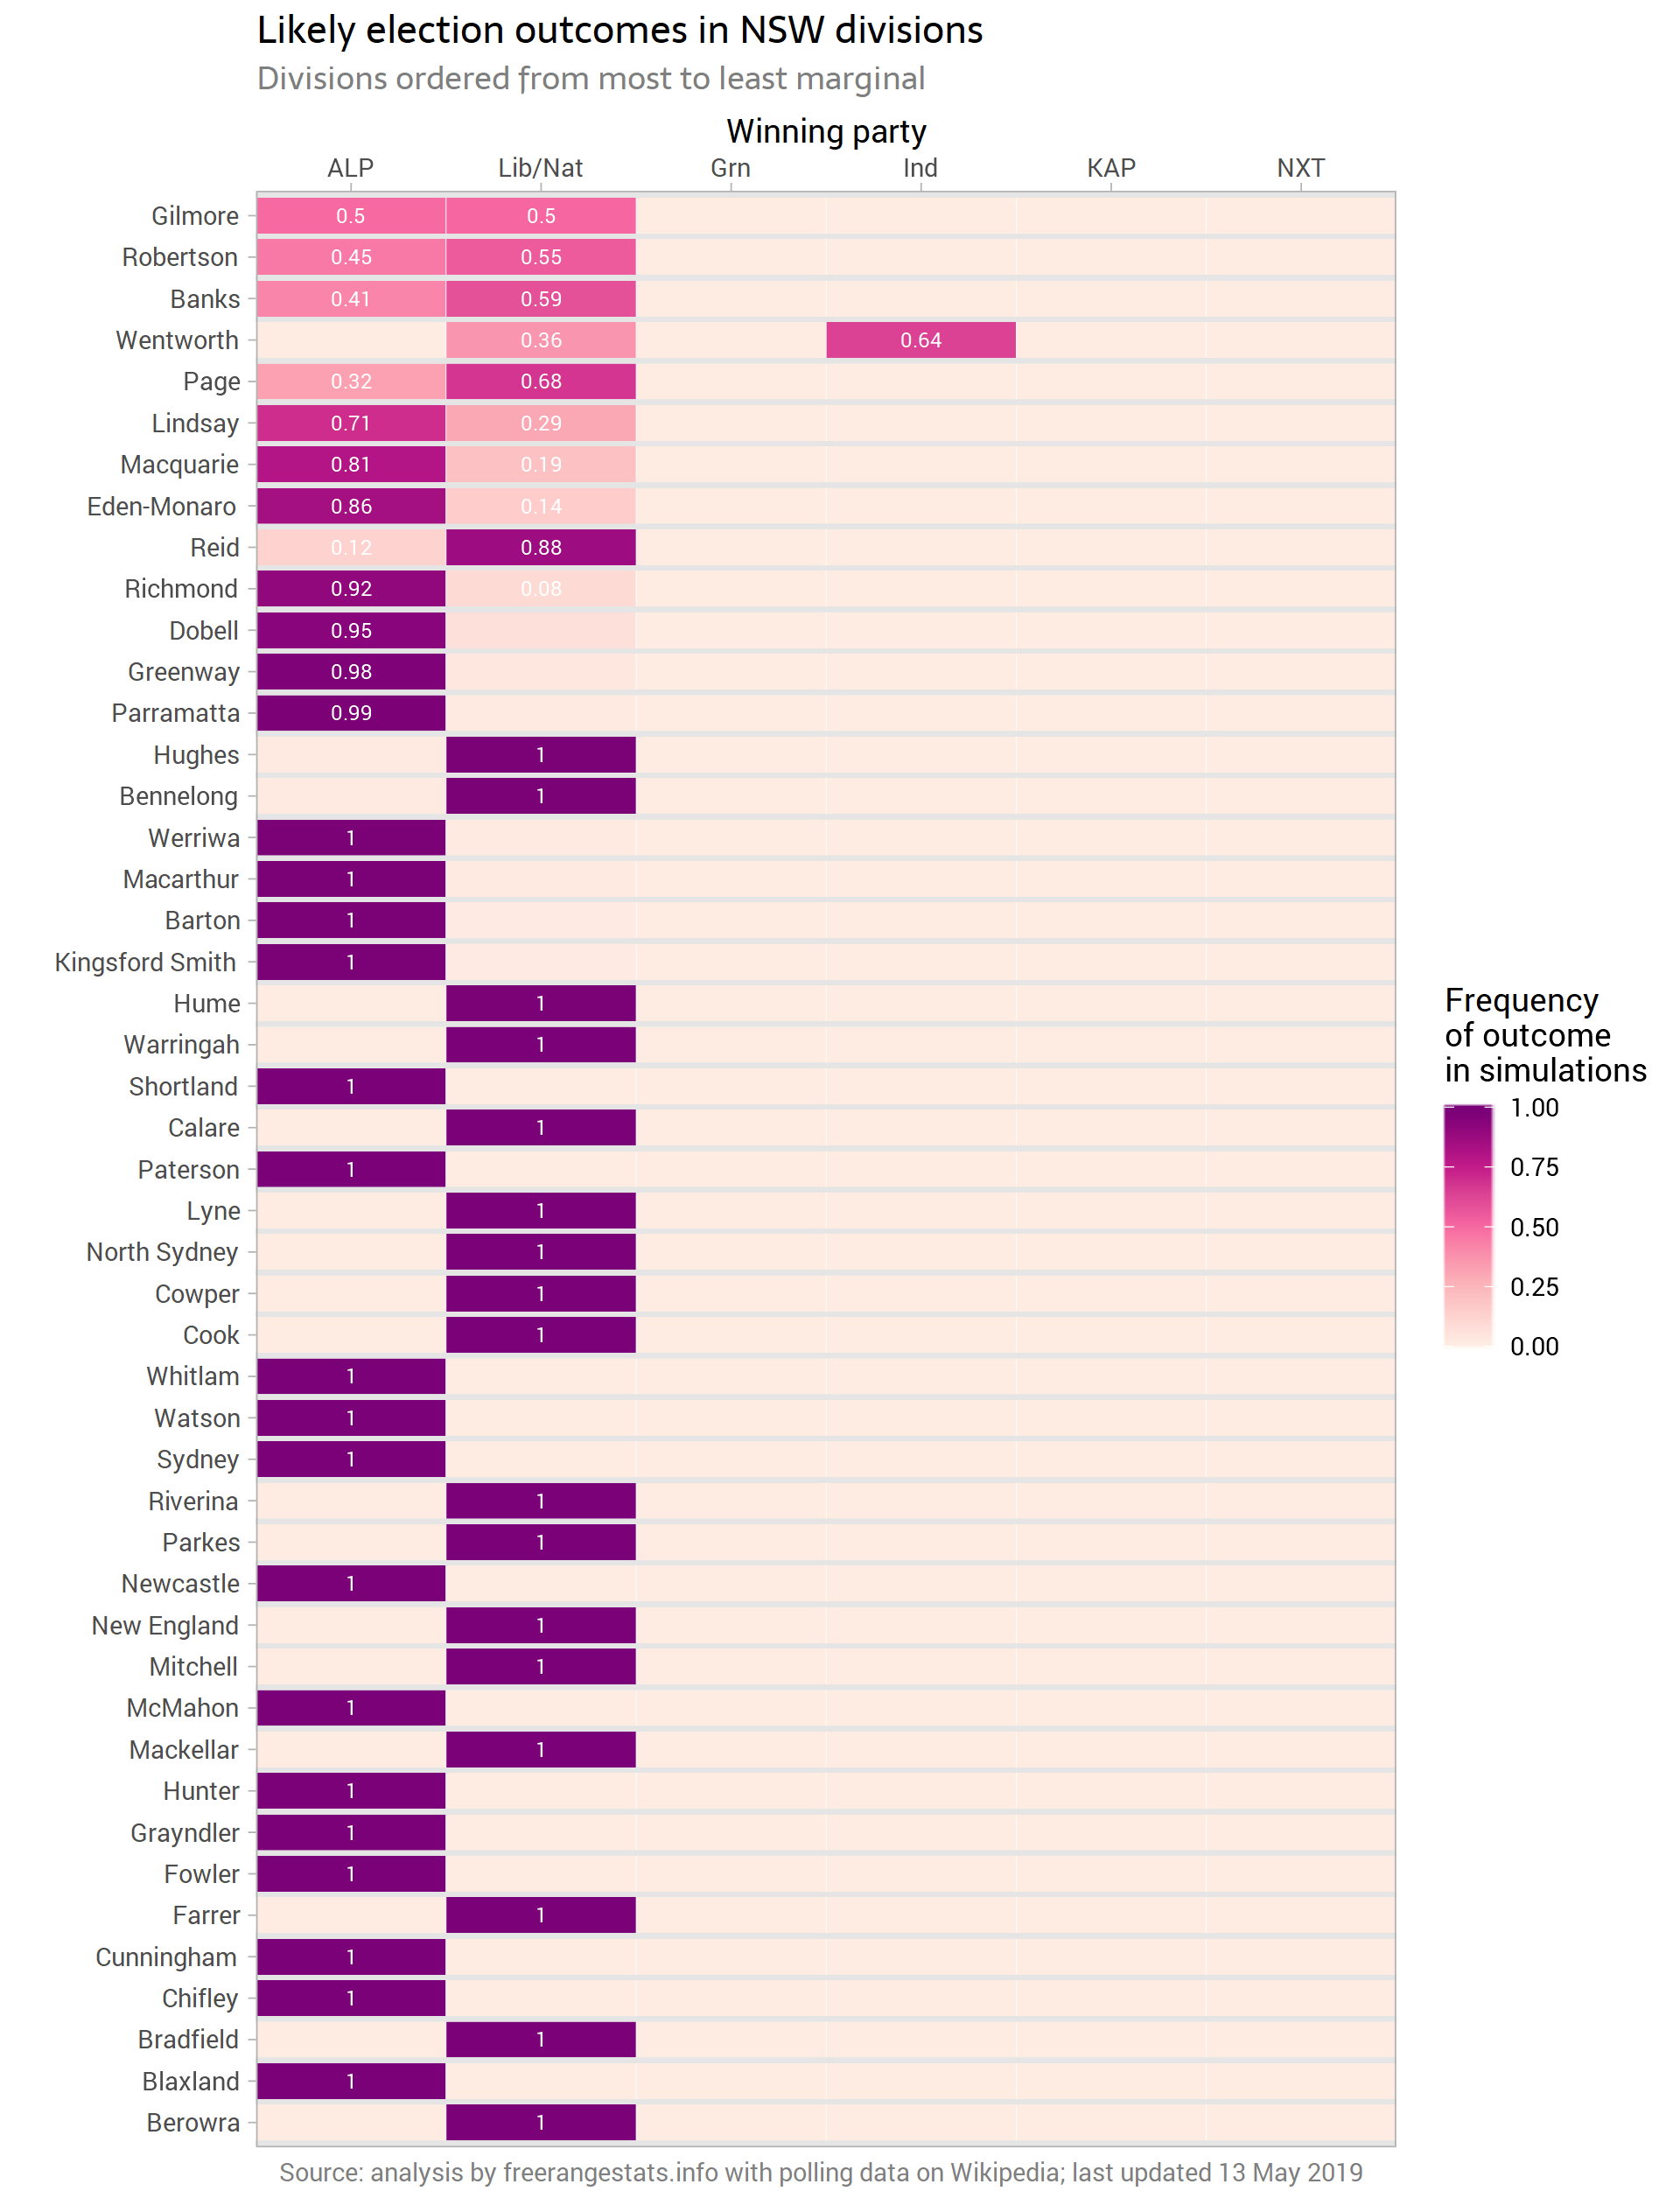 Likely election outcomes in NSW divisions
Divisions ordered from most to least marginal
Winning party
ALP Lib/Nat Grn Ind KAP NXT
Gilmore 0.5 0.5
Robertson 0.45 0.55
Banks 0.41 0.59
Wentworth 0.36 0.64
Page 0.32 0.68
Lindsay 0.71 0.29
Macquarie 0.81 0.19
Eden-Monaro 0.86 0.14
Reid 0.12 0.88
Richmond 0.92 0.08
Dobell 0.95
Greenway 0.98
Parramatta 0.99
Hughes 1
Bennelong 1
Werriwa 1
Macarthur 1
Barton 1
Kingsford Smith 1
Hume 1
Warringah 1
Shortland 1
Calare 1
Paterson 1
Lyne 1
North Sydney 1
Cowper 1
Cook 1
Whitlam 1
Watson 1
Sydney 1
Riverina 1
Parkes 1
Newcastle 1
New England 1
Mitchell 1
McMahon 1
Mackellar 1
Hunter 1
Grayndler 1
Fowler 1
Farrer 1
Cunningham 1
Chifley 1
Bradfield 1
Blaxland 1
Berowra 1
Frequency
of outcome
in simulations
1.00
0.75
0.50
0.25
0.00
Source: analysis by freerangestats.info with polling data on Wikipedia; last updated 13 May 2019